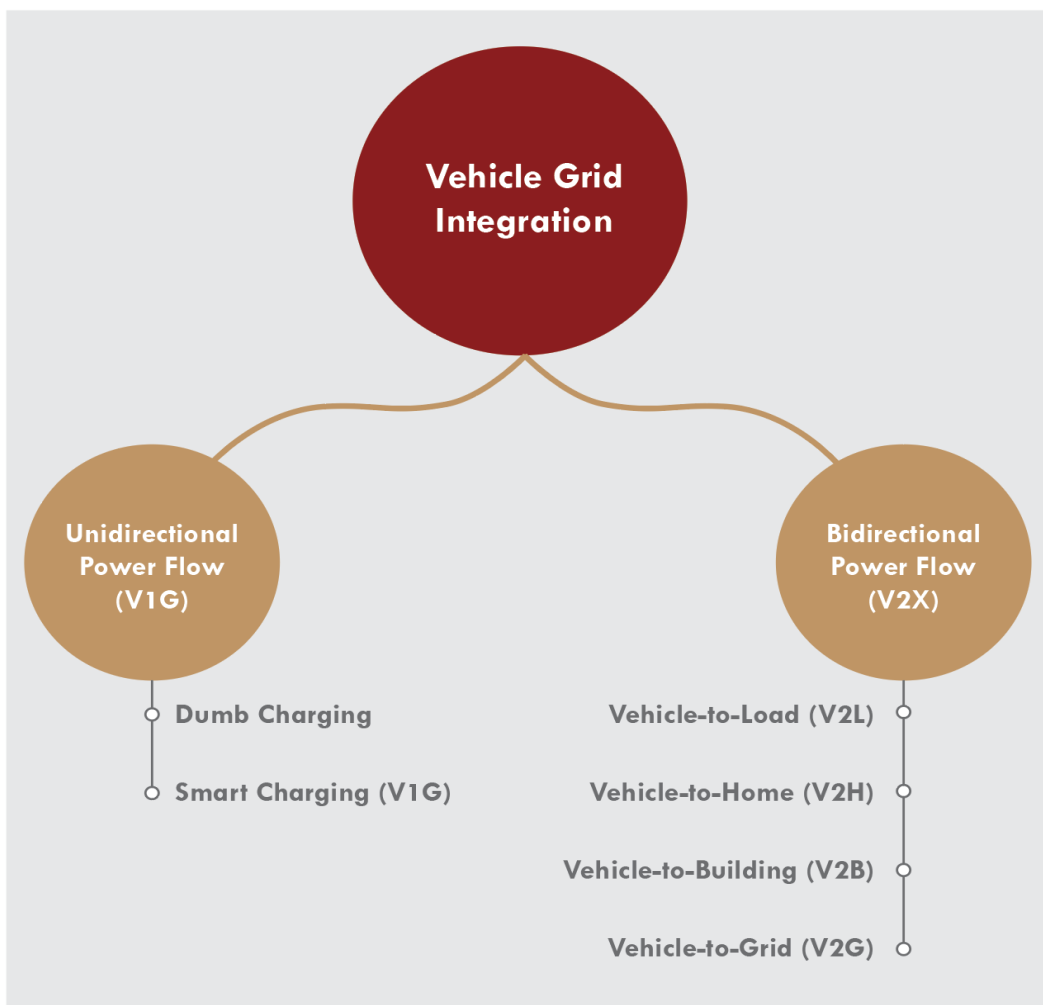 Vehicle Grid
Integration
Unidirectional
Power Flow
(V1G)
Bidirectional
Power Flow
(V2X)
Dumb Charging
Smart Charging (V1G)
Vehicle-to-Load (V2L)
Vehicle-to-Home (V2H)
Vehicle-to-Building (V2B)
Vehicle-to-Grid (V2G)